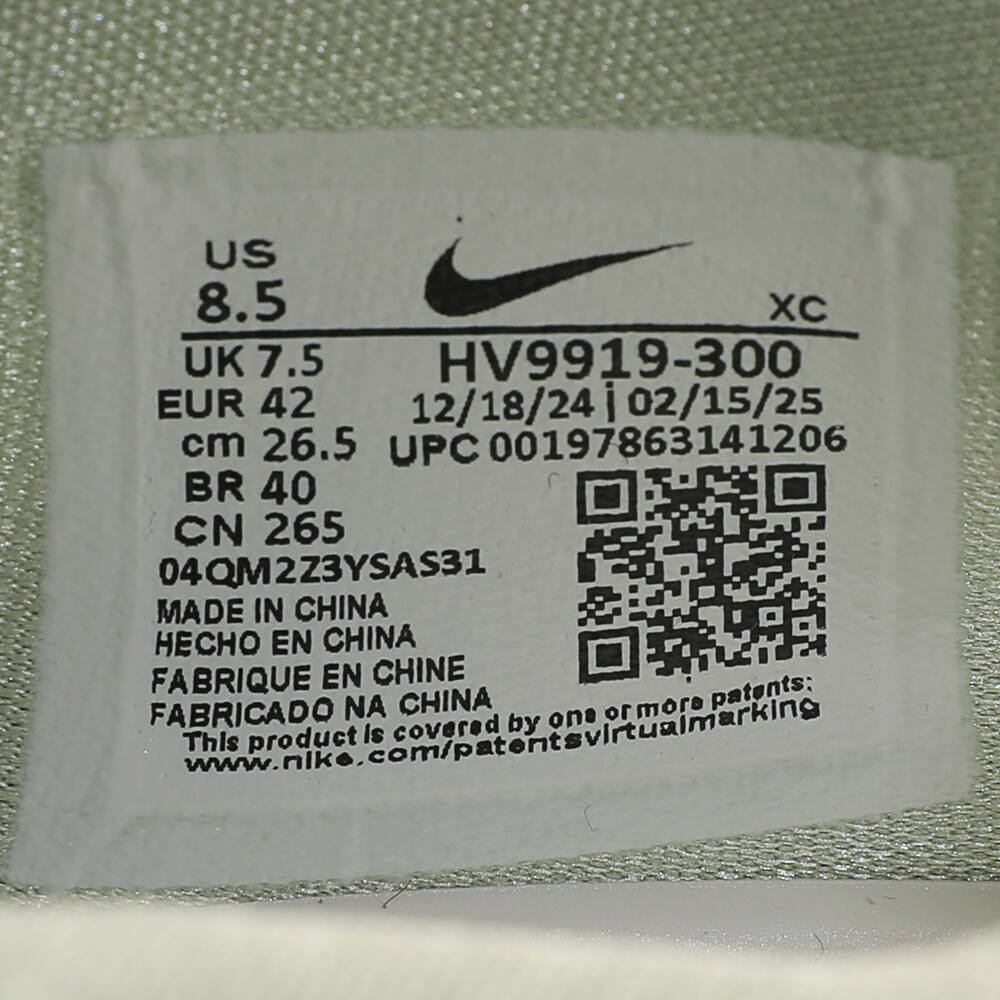 US
8.5
XC
UK 7.5
HV9919-300
EUR 42
12/18/24 | 02/15/25
cm 26.5
UPC 00197863141206
BR 40
CN 265
04QM2Z3YSAS31
MADE IN CHINA
HECHO EN CHINA
FABRIQUE EN CHINE
FABRICADO NA CHINA
This product is covered by one or more patents:
www.nike.com/patentsvirtualmarking